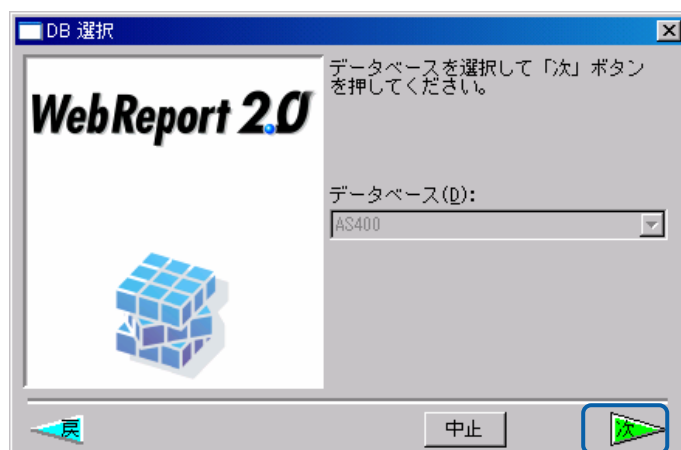 DB 選択
データベースを選択して「次」ボタン
を押してください。
WebReport 2.0
データベース(D):
AS400
戻
中止
次